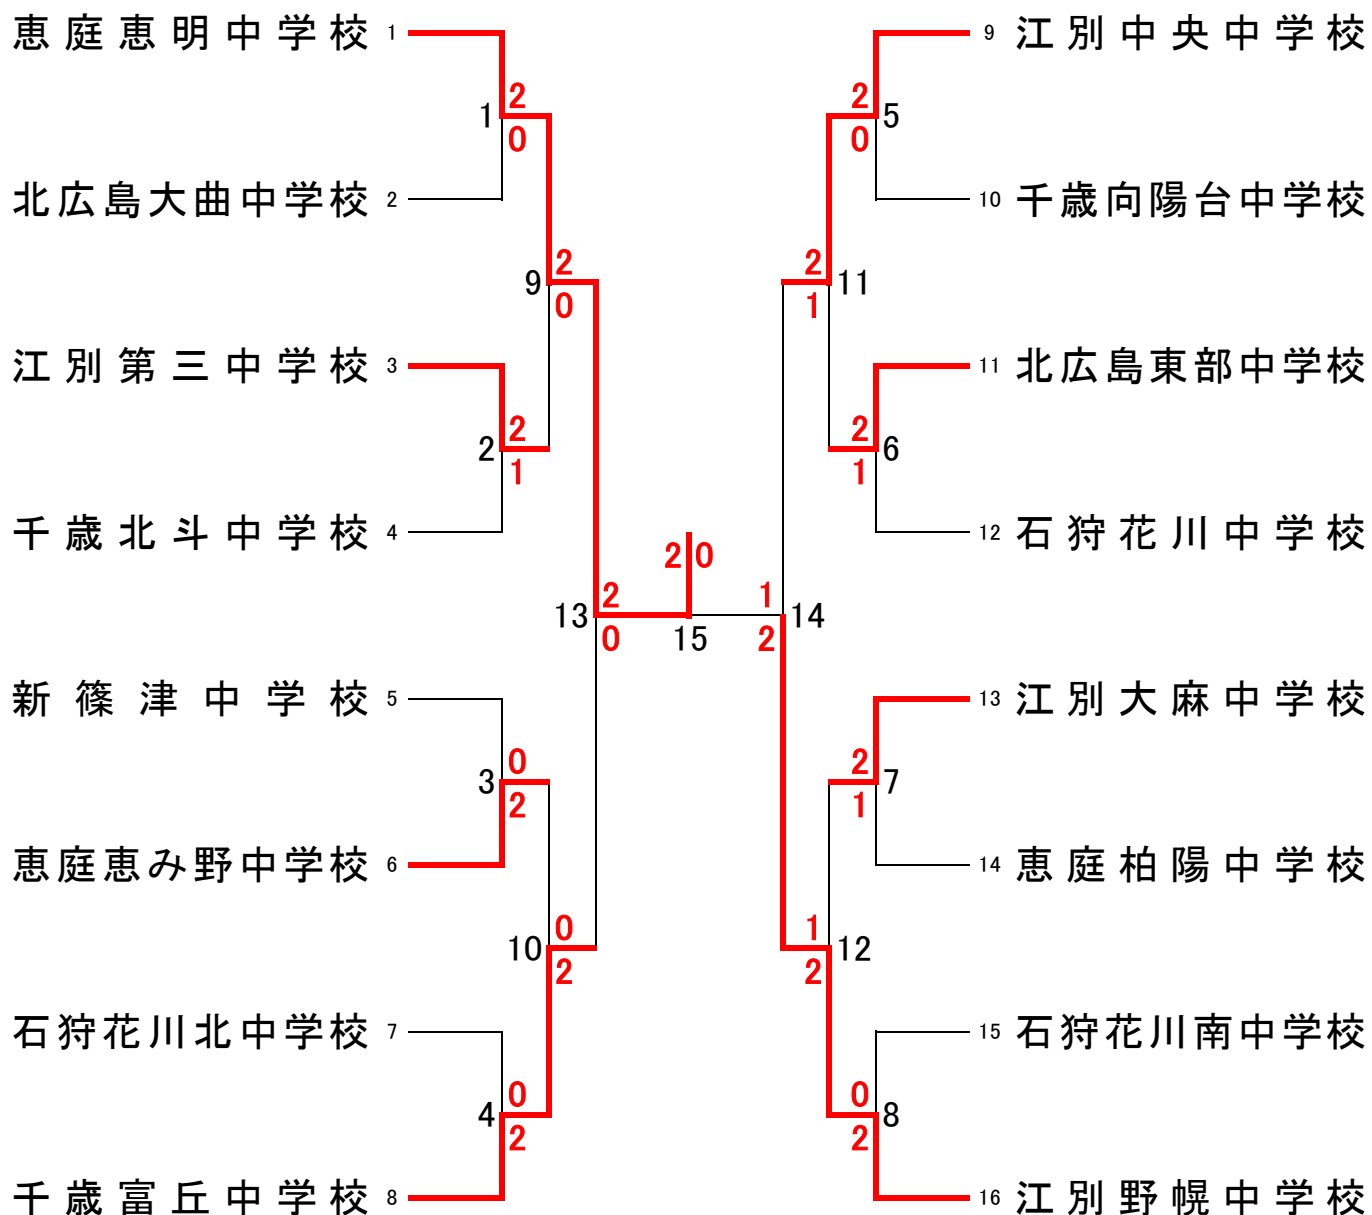 恵庭恵明中学校 1
9 江別中央中学校
2
1
0
2
5
0
北広島大曲中学校 2
10 千歳向陽台中学校
2
9
0
2
11
1
江別第三中学校 3
11 北広島東部中学校
2
2
1
2
6
1
千歳北斗中学校 4
12 石狩花川中学校
2 0
2
13
0
15
1
14
2
新篠津中学校 5
13 江別大麻中学校
0
3
2
2
7
1
恵庭恵み野中学校 6
14 恵庭柏陽中学校
0
10
2
1
12
2
石狩花川北中学校 7
15 石狩花川南中学校
0
4
2
0
8
2
千歳富丘中学校 8
16 江別野幌中学校